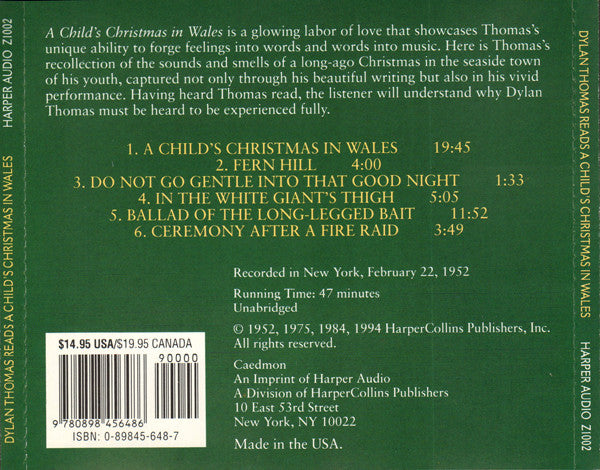 HARPER AUDIO Z1002
DYLAN THOMAS READS A CHILD'S CHRISTMAS IN WALES
A Child's Christmas in Wales is a glowing labor of love that showcases Thomas's
unique ability to forge feelings into words and words into music. Here is Thomas's
recollection of the sounds and smells of a long-ago Christmas in the seaside town
of his youth, captured not only through his beautiful writing but also in his vivid
performance. Having heard Thomas read, the listener will understand why Dylan
Thomas must be heard to be experienced fully.
1. A CHILD'S CHRISTMAS IN WALES 19:45
2. FERN HILL 4:00
3. DO NOT GO GENTLE INTO THAT GOOD NIGHT 1:33
4. IN THE WHITE GIANT'S THIGH 5:05
5. BALLAD OF THE LONG-LEGGED BAIT 11:52
6. CEREMONY AFTER A FIRE RAID 3:49
Recorded in New York, February 22, 1952
Running Time: 47 minutes
Unabridged
© 1952, 1975, 1984, 1994 HarperCollins Publishers, Inc.
All rights reserved.
Caedmon
An Imprint of Harper Audio
A Division of HarperCollins Publishers
10 East 53rd Street
New York, NY 10022
Made in the USA.
$14.95 USA/$19.95 CANADA
90000
9 780898 456486
ISBN: 0-89845-648-7
DYLAN THOMAS READS A CHILD'S CHRISTMAS IN WALES
HARPER AUDIO Z1002